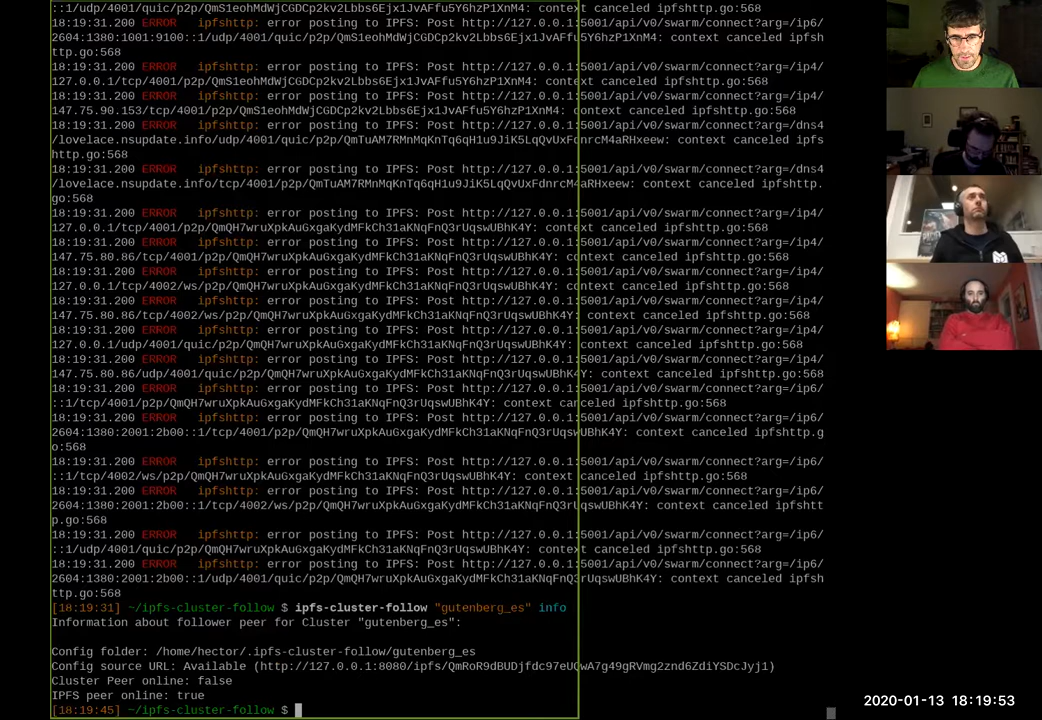 ::1/udp/4001/quic/p2p/QmS1eohMdWjCGDCp2kv2Lbbs6Ejx1JvAFfu5Y6hzP1XnM4: context canceled ipfshttp.go:568
18:19:31.200 ERROR ipfshttp: error posting to IPFS: Post http://127.0.0.1:5001/api/v0/swarm/connect?arg=/ip6/
2604:1380:1001:9100::1/udp/4001/quic/p2p/QmS1eohMdWjCGDCp2kv2Lbbs6Ejx1JvAFfu5Y6hzP1XnM4: context canceled ipfsh
ttp.go:568
18:19:31.200 ERROR ipfshttp: error posting to IPFS: Post http://127.0.0.1:5001/api/v0/swarm/connect?arg=/ip4/
127.0.0.1/tcp/4001/p2p/QmS1eohMdWjCGDCp2kv2Lbbs6Ejx1JvAFfu5Y6hzP1XnM4: context canceled ipfshttp.go:568
18:19:31.200 ERROR ipfshttp: error posting to IPFS: Post http://127.0.0.1:5001/api/v0/swarm/connect?arg=/ip4/
147.75.90.153/tcp/4001/p2p/QmS1eohMdWjCGDCp2kv2Lbbs6Ejx1JvAFfu5Y6hzP1XnM4: context canceled ipfshttp.go:568
18:19:31.200 ERROR ipfshttp: error posting to IPFS: Post http://127.0.0.1:5001/api/v0/swarm/connect?arg=/dns4
/lovelace.nsupdate.info/udp/4001/quic/p2p/QmTuAM7RMnMqKnTq6qH1u9JiK5LqQvUxFdnrcM4aRHxeew: context canceled ipfs
http.go:568
18:19:31.200 ERROR ipfshttp: error posting to IPFS: Post http://127.0.0.1:5001/api/v0/swarm/connect?arg=/dns4
/lovelace.nsupdate.info/tcp/4001/p2p/QmTuAM7RMnMqKnTq6qH1u9JiK5LqQvUxFdnrcM4aRHxeew: context canceled ipfshttp.
go:568
18:19:31.200 ERROR ipfshttp: error posting to IPFS: Post http://127.0.0.1:5001/api/v0/swarm/connect?arg=/ip4/
127.0.0.1/tcp/4001/p2p/QmQH7wruXpkAuGxgaKydMFkCh31aKNqFnQ3rUqswUBhK4Y: context canceled ipfshttp.go:568
18:19:31.200 ERROR ipfshttp: error posting to IPFS: Post http://127.0.0.1:5001/api/v0/swarm/connect?arg=/ip4/
147.75.80.86/tcp/4001/p2p/QmQH7wruXpkAuGxgaKydMFkCh31aKNqFnQ3rUqswUBhK4Y: context canceled ipfshttp.go:568
18:19:31.200 ERROR ipfshttp: error posting to IPFS: Post http://127.0.0.1:5001/api/v0/swarm/connect?arg=/ip4/
127.0.0.1/tcp/4002/ws/p2p/QmQH7wruXpkAuGxgaKydMFkCh31aKNqFnQ3rUqswUBhK4Y: context canceled ipfshttp.go:568
18:19:31.200 ERROR ipfshttp: error posting to IPFS: Post http://127.0.0.1:5001/api/v0/swarm/connect?arg=/ip4/
147.75.80.86/tcp/4002/ws/p2p/QmQH7wruXpkAuGxgaKydMFkCh31aKNqFnQ3rUqswUBhK4Y: context canceled ipfshttp.go:568
18:19:31.200 ERROR ipfshttp: error posting to IPFS: Post http://127.0.0.1:5001/api/v0/swarm/connect?arg=/ip4/
127.0.0.1/udp/4001/quic/p2p/QmQH7wruXpkAuGxgaKydMFkCh31aKNqFnQ3rUqswUBhK4Y: context canceled ipfshttp.go:568
18:19:31.200 ERROR ipfshttp: error posting to IPFS: Post http://127.0.0.1:5001/api/v0/swarm/connect?arg=/ip4/
147.75.80.86/udp/4001/quic/p2p/QmQH7wruXpkAuGxgaKydMFkCh31aKNqFnQ3rUqswUBhK4Y: context canceled ipfshttp.go:568
18:19:31.200 ERROR ipfshttp: error posting to IPFS: Post http://127.0.0.1:5001/api/v0/swarm/connect?arg=/ip6/
::1/tcp/4001/p2p/QmQH7wruXpkAuGxgaKydMFkCh31aKNqFnQ3rUqswUBhK4Y: context canceled ipfshttp.go:568
18:19:31.200 ERROR ipfshttp: error posting to IPFS: Post http://127.0.0.1:5001/api/v0/swarm/connect?arg=/ip6/
2604:1380:2001:2b00::1/tcp/4001/p2p/QmQH7wruXpkAuGxgaKydMFkCh31aKNqFnQ3rUqswUBhK4Y: context canceled ipfshttp.g
o:568
18:19:31.200 ERROR ipfshttp: error posting to IPFS: Post http://127.0.0.1:5001/api/v0/swarm/connect?arg=/ip6/
::1/tcp/4002/ws/p2p/QmQH7wruXpkAuGxgaKydMFkCh31aKNqFnQ3rUqswUBhK4Y: context canceled ipfshttp.go:568
18:19:31.200 ERROR ipfshttp: error posting to IPFS: Post http://127.0.0.1:5001/api/v0/swarm/connect?arg=/ip6/
2604:1380:2001:2b00::1/tcp/4002/ws/p2p/QmQH7wruXpkAuGxgaKydMFkCh31aKNqFnQ3rUqswUBhK4Y: context canceled ipfshtt
p.go:568
18:19:31.200 ERROR ipfshttp: error posting to IPFS: Post http://127.0.0.1:5001/api/v0/swarm/connect?arg=/ip6/
::1/udp/4001/quic/p2p/QmQH7wruXpkAuGxgaKydMFkCh31aKNqFnQ3rUqswUBhK4Y: context canceled ipfshttp.go:568
18:19:31.200 ERROR ipfshttp: error posting to IPFS: Post http://127.0.0.1:5001/api/v0/swarm/connect?arg=/ip6/
2604:1380:2001:2b00::1/udp/4001/quic/p2p/QmQH7wruXpkAuGxgaKydMFkCh31aKNqFnQ3rUqswUBhK4Y: context canceled ipfsh
ttp.go:568
[18:19:31] ~/ipfs-cluster-follow $ ipfs-cluster-follow "gutenberg_es" info
Information about follower peer for Cluster "gutenberg_es":
Config folder: /home/hector/.ipfs-cluster-follow/gutenberg_es
Config source URL: Available (http://127.0.0.1:8080/ipfs/QmRoR9dBUDjfdc97eUQwA7g49gRVmg2znd6ZdiYSDcJyj1)
Cluster Peer online: false
IPFS peer online: true
[18:19:45] ~/ipfs-cluster-follow $
2020-01-13 18:19:53